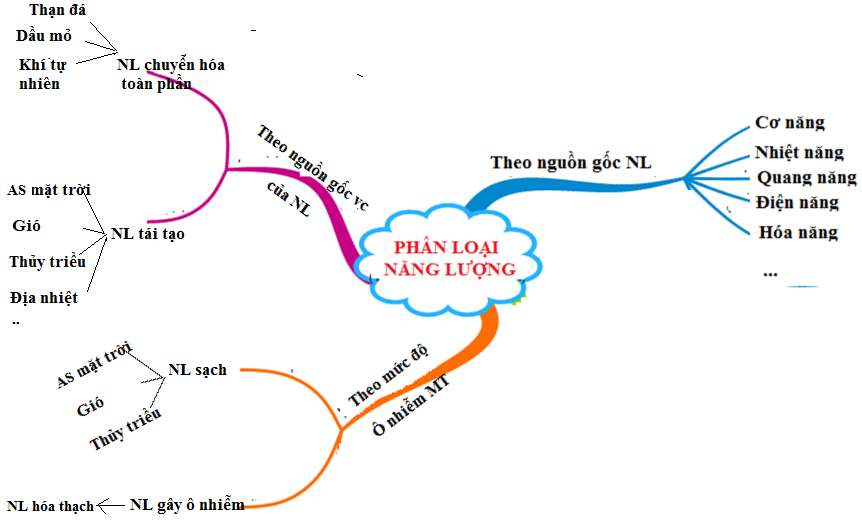 Thạn đá
Dầu mỏ
Khí tự
nhiên
NL chuyển hóa
toàn phần
Theo nguồn gốc vc
của NL
AS mặt trời
Gió
Thủy triều
Địa nhiệt
..
NL tái tạo
PHÂN LOẠI
NĂNG LƯỢNG
Theo nguồn gốc NL
Cơ năng
Nhiệt năng
Quang năng
Điện năng
Hóa năng
...
Theo mức độ
Ô nhiễm MT
NL sạch
AS mặt trời
Gió
Thủy triều
NL hóa thạch
NL gây ô nhiễm